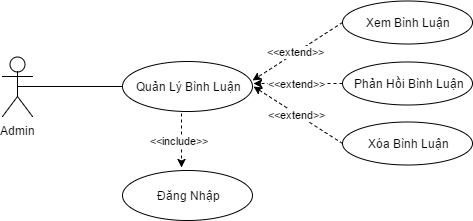 Xem Bình Luận
<<extend>>
Quản Lý Bình Luận
<<extend>>
Phản Hồi Bình Luận
<<extend>>
Admin
<<include>>
Xóa Bình Luận
Đăng Nhập